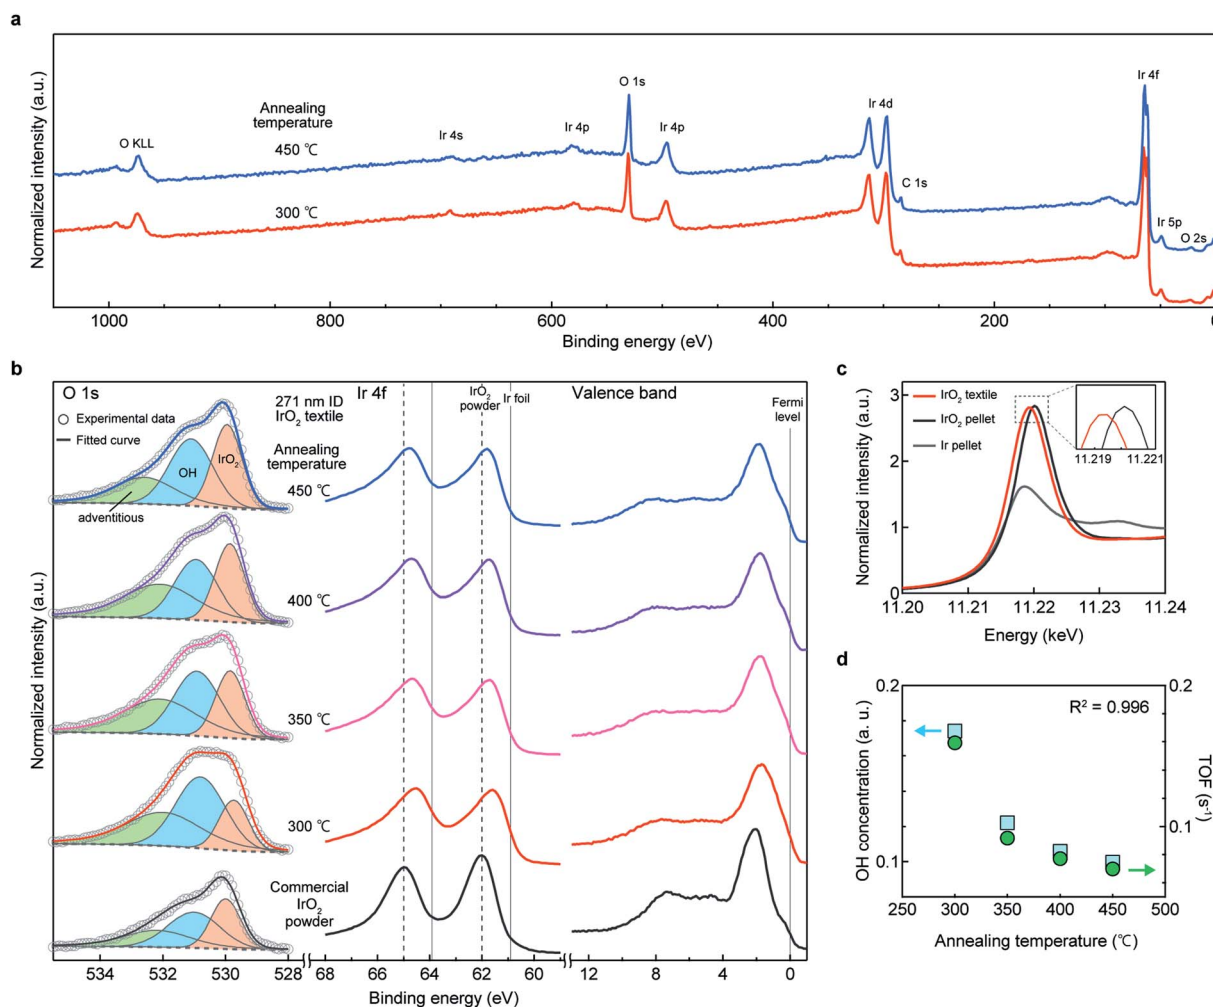 a
Normalized intensity (a.u.)
Annealing
temperature
450 ℃
300 ℃
O KLL
Ir 4s
Ir 4p
O 1s
Ir 4p
Ir 4d
C 1s
Ir 4f
Ir 5p
O 2s
1000
800
600
400
200
0
Binding energy (eV)
b
Normalized intensity (a.u.)
O 1s
Experimental data
Fitted curve
OH
IrO2
adventitious
271 nm ID
IrO2 textile
Annealing
temperature
450 ℃
400 ℃
350 ℃
300 ℃
Commercial
IrO2
powder
Ir 4f
IrO2
powder
Ir foil
Valence band
Fermi
level
534
532
530
528
68
66
64
62
60
12
8
4
0
Binding energy (eV)
c
Normalized intensity (a.u.)
3
2
1
0
IrO2 textile
IrO2 pellet
Ir pellet
11.219
11.221
11.20
11.21
11.22
11.23
11.24
Energy (keV)
d
OH concentration (a. u.)
0.2
0.1
R2 = 0.996
0.2
0.1
TOF (s-1)
250
300
350
400
450
500
Annealing temperature (℃)